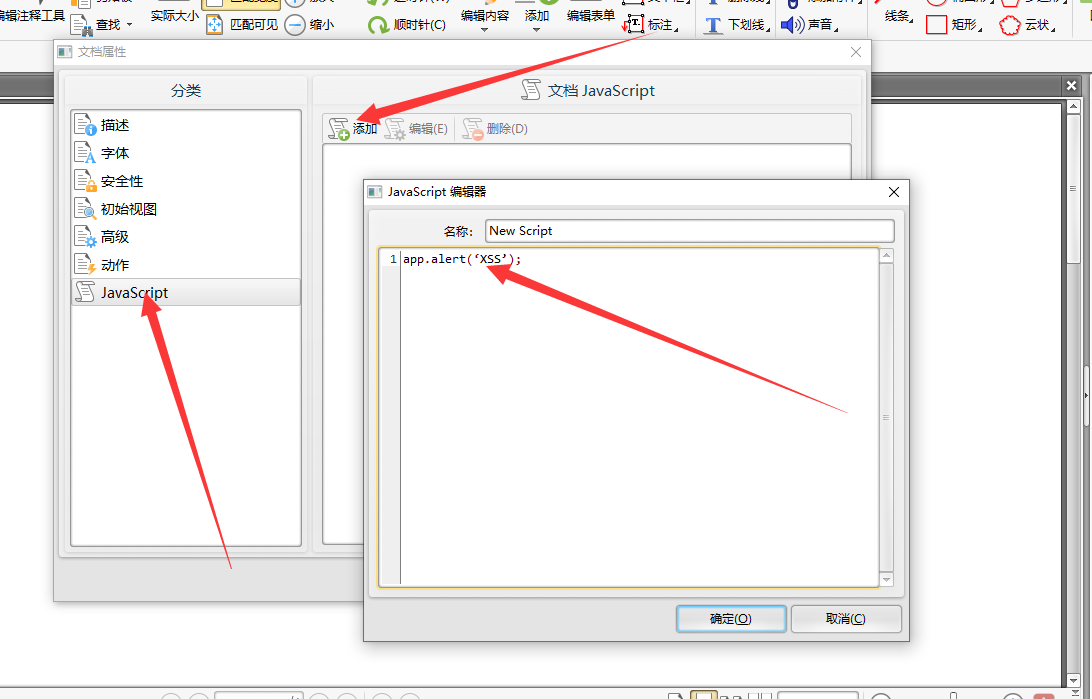 实际大小
编辑内容
添加
编辑表单
线条
编辑注释工具
查找
匹配可见
缩小
顺时针(C)
标注
下划线
声音
矩形
云状
文档属性
分类
文档 JavaScript
描述
字体
安全性
初始视图
高级
动作
JavaScript
添加
编辑(E)
删除(D)
JavaScript 编辑器
名称:
New Script
1
app.alert(‘XSS’);
确定(O)
取消(C)